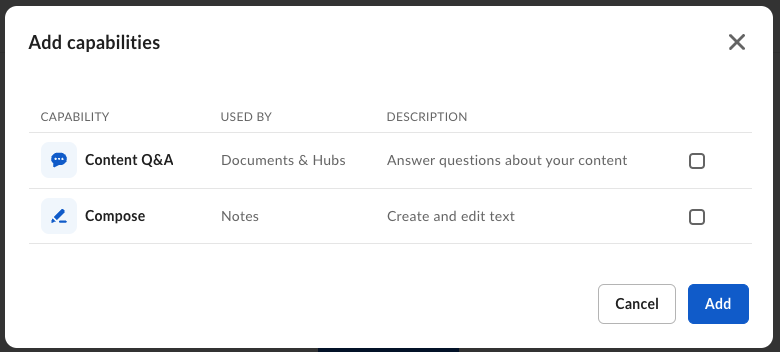 Add capabilities
CAPABILITY USED BY DESCRIPTION
Content Q&A Documents & Hubs Answer questions about your content
Compose Notes Create and edit text
Cancel Add